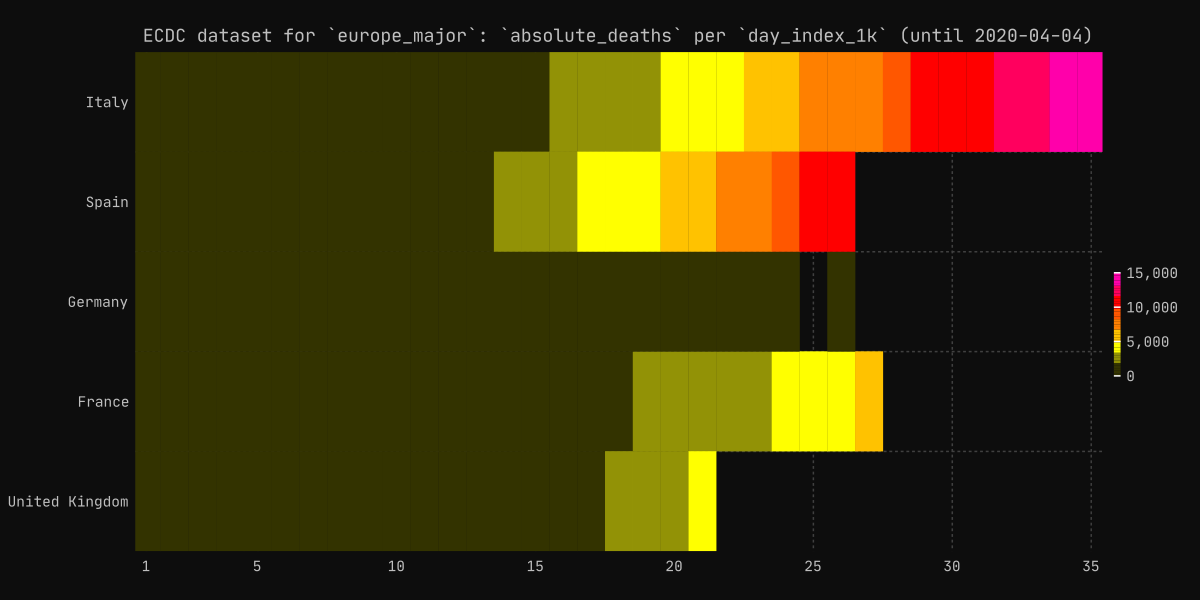 ECDC dataset for `europe_major`: `absolute_deaths` per `day_index_1k` (until 2020-04-04)
Italy
Spain
Germany
France
United Kingdom
15,000
10,000
5,000
0
1 5 10 15 20 25 30 35